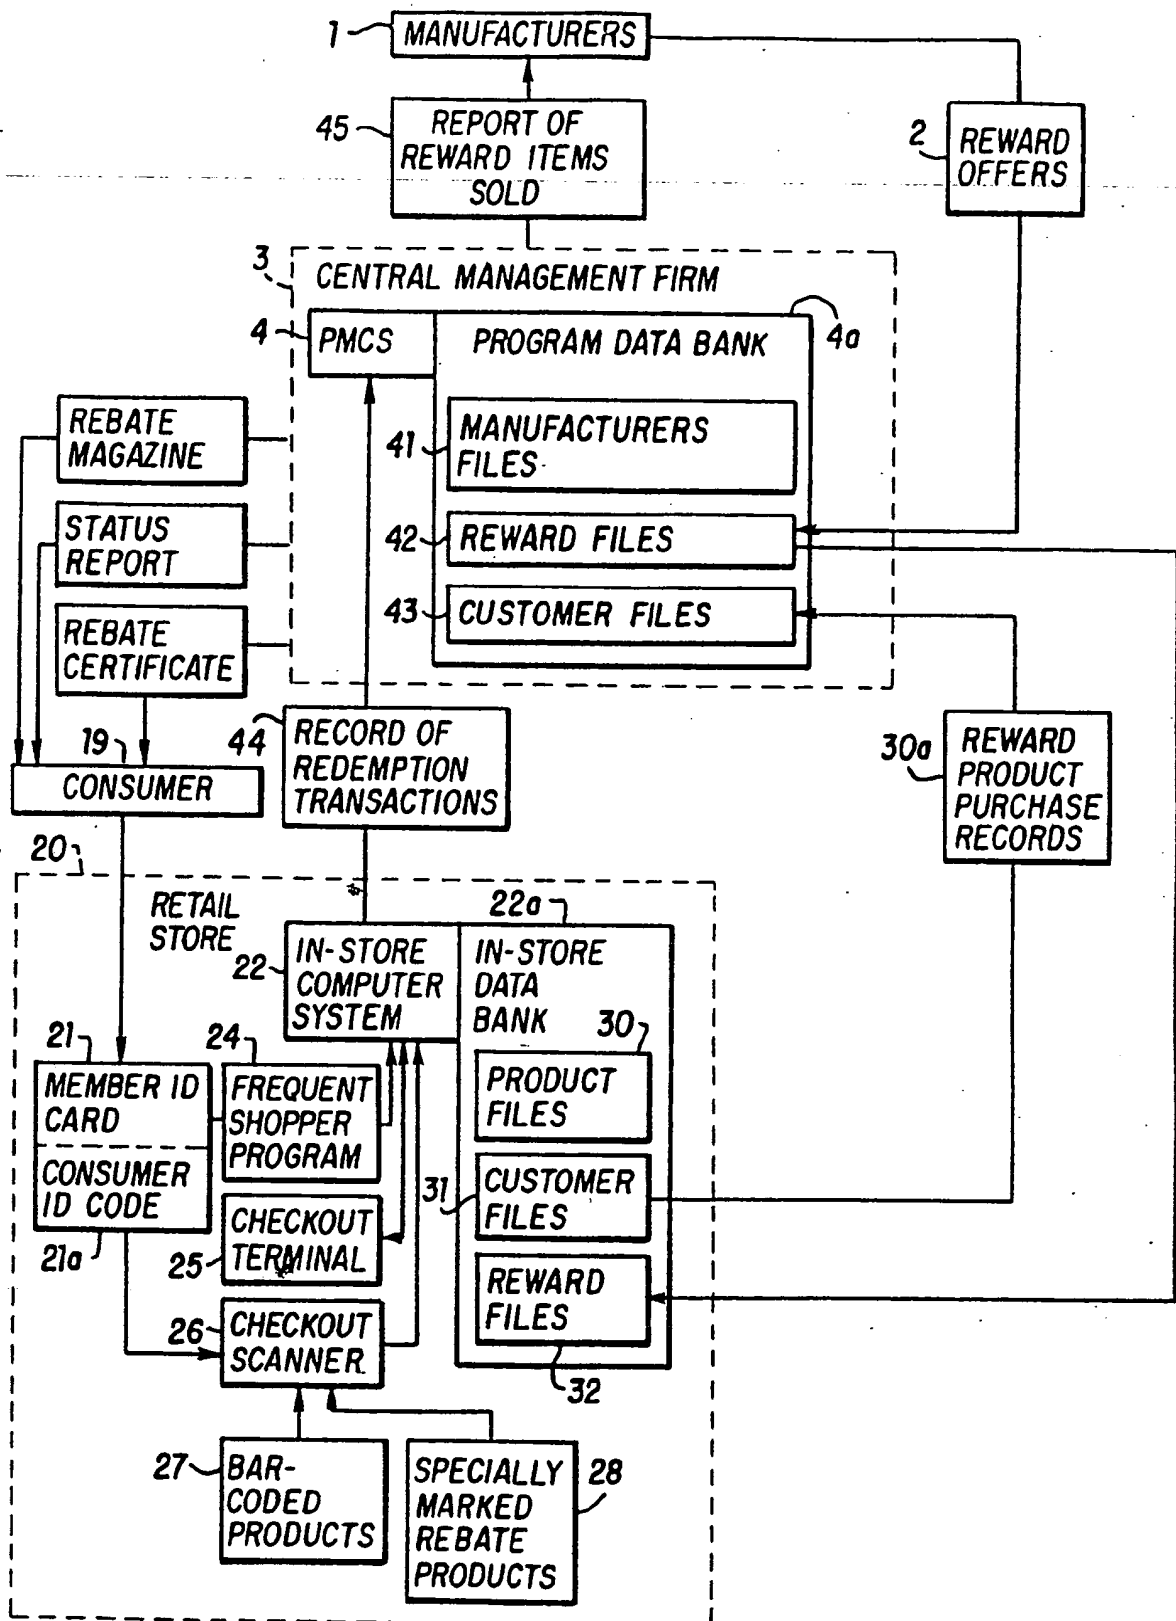 1
MANUFACTURERS
45
REPORT OF
REWARD ITEMS
SOLD
2
REWARD
OFFERS
3
CENTRAL MANAGEMENT FIRM
4
PMCS
PROGRAM DATA BANK
4a
REBATE
MAGAZINE
STATUS
REPORT
REBATE
CERTIFICATE
41
MANUFACTURERS
FILES
42
REWARD FILES
43
CUSTOMER FILES
19
CONSUMER
44
RECORD OF
REDEMPTION
TRANSACTIONS
30a
REWARD
PRODUCT
PURCHASE
RECORDS
20
RETAIL
STORE
22
IN-STORE
COMPUTER
SYSTEM
22a
IN-STORE
DATA
BANK
30
PRODUCT
FILES
31
CUSTOMER
FILES
REWARD
FILES
32
21
MEMBER ID
CARD
CONSUMER
ID CODE
21a
24
FREQUENT
SHOPPER
PROGRAM
25
CHECKOUT
TERMINAL
26
CHECKOUT
SCANNER
27
BAR-
CODED
PRODUCTS
SPECIALLY
MARKED
REBATE
PRODUCTS
28